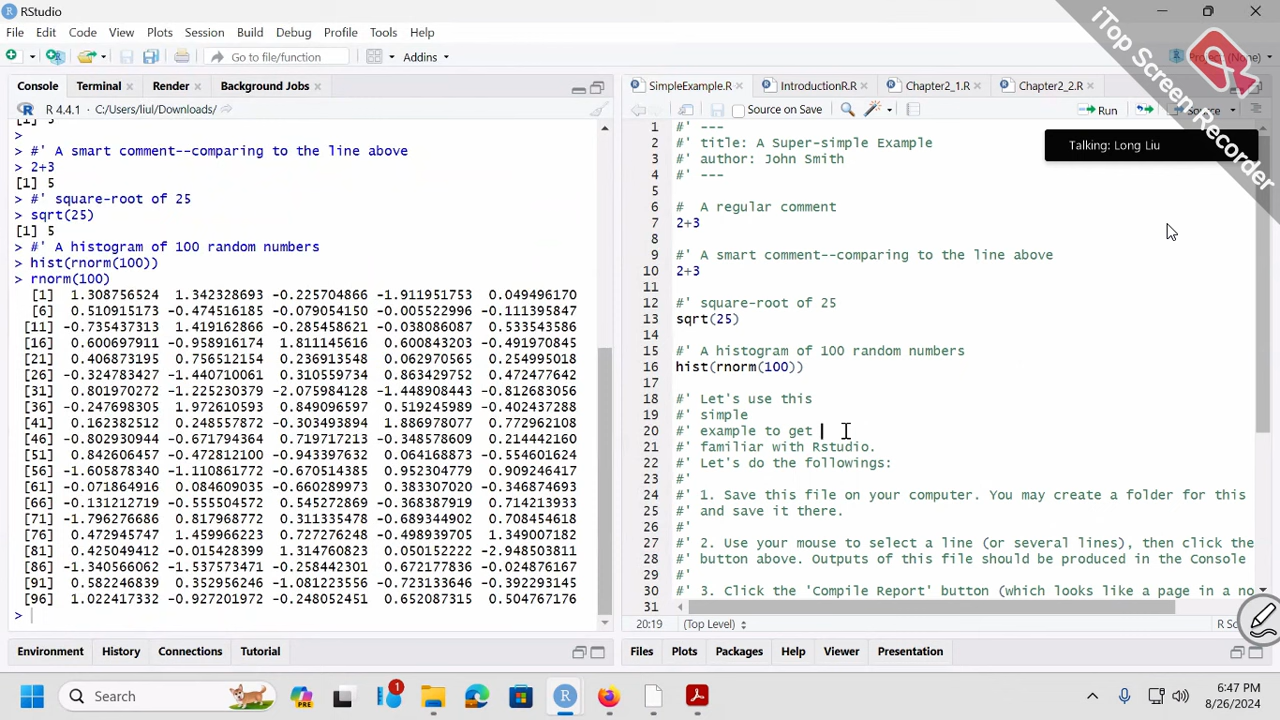 RStudio
File Edit Code View Plots Session Build Debug Profile Tools Help
Go to file/function Addins
iTop Screen Recorder
Console Terminal Render Background Jobs
R 4.4.1 · C:/Users/liul/Downloads/
>
#' A smart comment--comparing to the line above
> 2+3
[1] 5
> #' square-root of 25
> sqrt(25)
[1] 5
> #' A histogram of 100 random numbers
> hist(rnorm(100))
> rnorm(100)
[1] 1.308756524 1.342328693 -0.225704866 -1.911951753 0.049496170
[6] 0.510915173 -0.474516185 -0.079054150 -0.005522996 -0.111395847
[11] -0.735437313 1.419162866 -0.285458621 -0.038086087 0.533543586
[16] 0.600697911 -0.958916174 1.811146516 0.600843203 -0.491970845
[21] 0.406873195 0.756512154 0.236913548 0.062970565 0.254995018
[26] -0.324783427 -1.440710061 0.310559734 0.863429752 0.472477642
[31] 0.801970272 -1.225230379 -2.075984128 -1.448908443 -0.812683056
[36] -0.247698305 1.972610593 0.849096597 0.519245989 -0.402437288
[41] 0.162382512 0.248557872 -0.303493894 1.886978077 0.772962108
[46] -0.802930944 -0.671794364 0.719717213 -0.348578609 0.214442160
[51] 0.842806457 -0.472812100 -0.943397632 0.064168873 -0.554601624
[56] -1.605878340 -1.110861772 -0.670514385 0.952304779 0.909246417
[61] -0.071864916 0.084609035 -0.660289973 0.383307020 -0.346874693
[66] -0.131212719 -0.555504572 0.545272869 -0.368387919 0.714213933
[71] -1.796276686 0.817968772 0.311335478 -0.689344902 0.708454618
[76] 0.472945747 1.459966223 0.727276248 -0.498939705 1.349007182
[81] 0.425049412 -0.015428399 1.314760823 0.050152222 -2.948503811
[86] -1.340566062 -1.537573471 -0.258442301 0.672177836 -0.024876167
[91] 0.582246839 0.352956246 -1.081223556 -0.723133646 -0.392293145
[96] 1.022417332 -0.927201972 -0.248052451 0.652087315 0.504767176
>
SimpleExample.R IntroductionR.R Chapter2_1.R Chapter2_2.R
Source on Save Run Source
Talking: Long Liu
1 #' ---
2 #' title: A Super-simple Example
3 #' author: John Smith
4 #' ---
5
6 # A regular comment
7 2+3
8
9 #' A smart comment--comparing to the line above
10 2+3
11
12 #' square-root of 25
13 sqrt(25)
14
15 #' A histogram of 100 random numbers
16 hist(rnorm(100))
17
18 #' Let's use this
19 #' simple
20 #' example to get
21 #' familiar with Rstudio.
22 #' Let's do the followings:
23 #'
24 #' 1. Save this file on your computer. You may create a folder for this
25 #' and save it there.
26 #'
27 #' 2. Use your mouse to select a line (or several lines), then click the
28 #' button above. Outputs of this file should be produced in the Console
29 #'
30 #' 3. Click the 'Compile Report' button (which looks like a page in a no
31
20:19 (Top Level) R Sc
Environment History Connections Tutorial
Files Plots Packages Help Viewer Presentation
Search
PRE
1
6:47 PM
8/26/2024